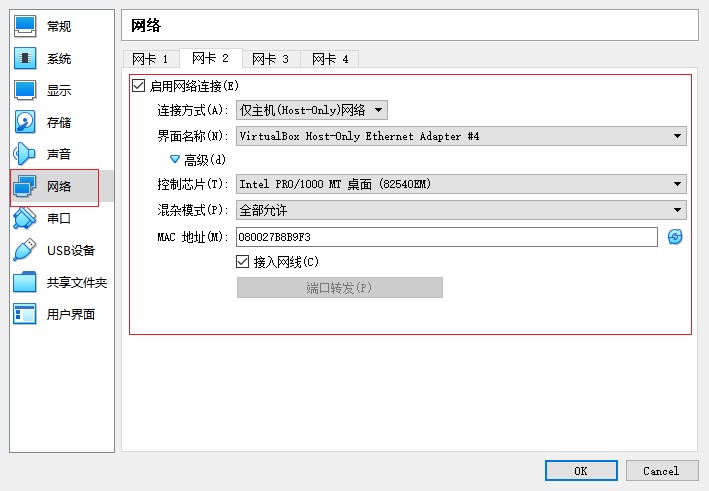 常规
系统
显示
存储
声音
网络
串口
USB设备
共享文件夹
用户界面
网络
网卡 1 网卡 2 网卡 3 网卡 4
启用网络连接(E)
连接方式(A): 仅主机(Host-Only)网络
界面名称(N): VirtualBox Host-Only Ethernet Adapter #4
高级(d)
控制芯片(T): Intel PRO/1000 MT 桌面 (82540EM)
混杂模式(P): 全部允许
MAC 地址(M): 080027B8B9F3
接入网线(C)
端口转发(P)
OK Cancel